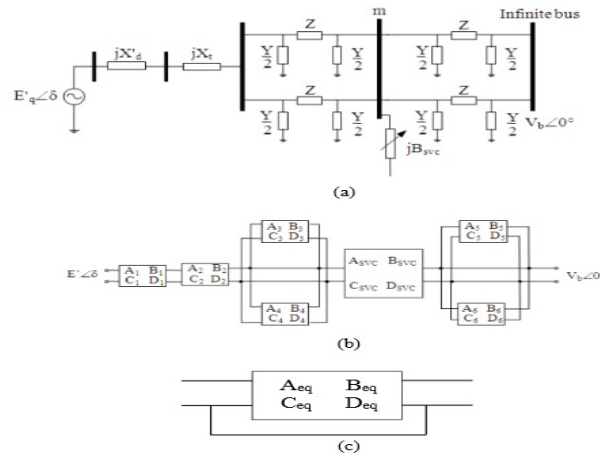 m
Infinite bus
jX'd
jXt
Z
Z
Y/2
Y/2
Y/2
Y/2
E'q∠δ
Z
Z
Y/2
Y/2
Y/2
Y/2
Vb∠0°
jBsvc
(a)
A3 B3
C3 D3
A5 B5
C5 D5
E'∠δ
A1 B1
C1 D1
A2 B2
C2 D2
ASVC BSVC
CSVC DSVC
Vb∠0
A4 B4
C4 D4
A6 B6
C6 D6
(b)
Aeq Beq
Ceq Deq
(c)